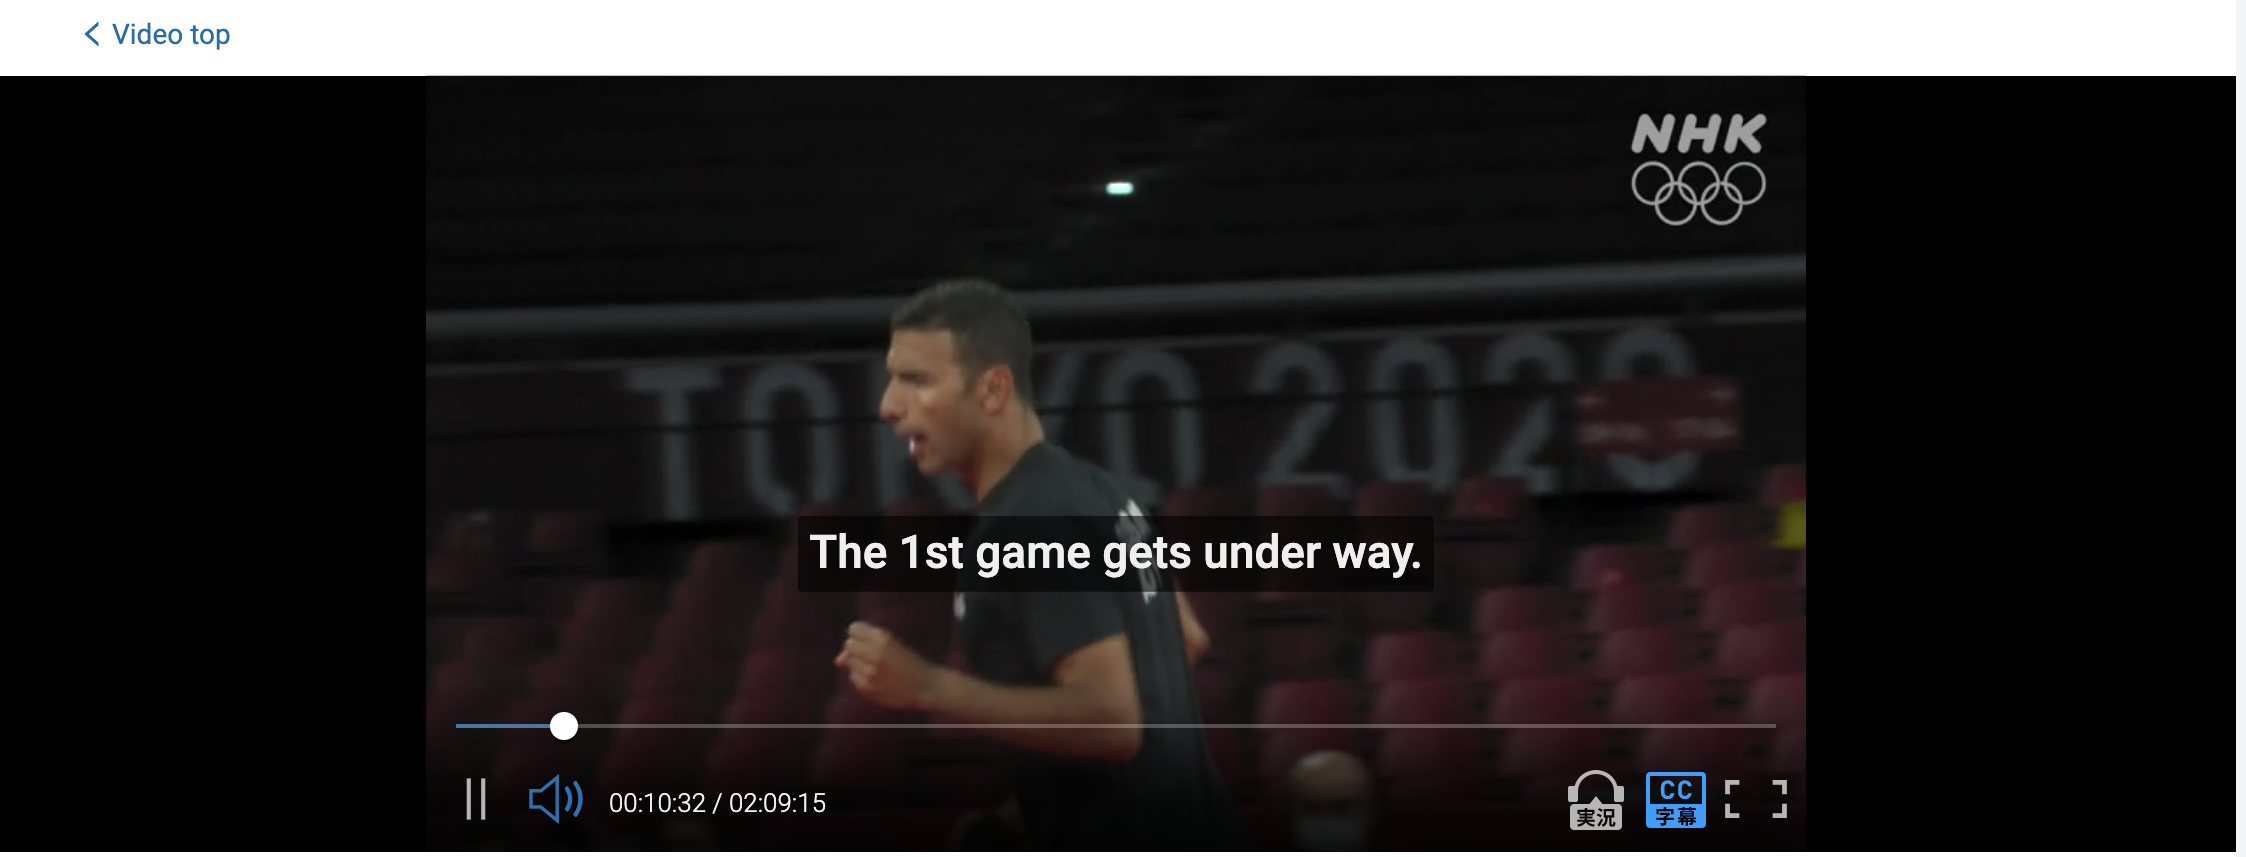 Video top
NHK
TOKYO 2020
The 1st game gets under way.
00:10:32 / 02:09:15
実況
CC
字幕